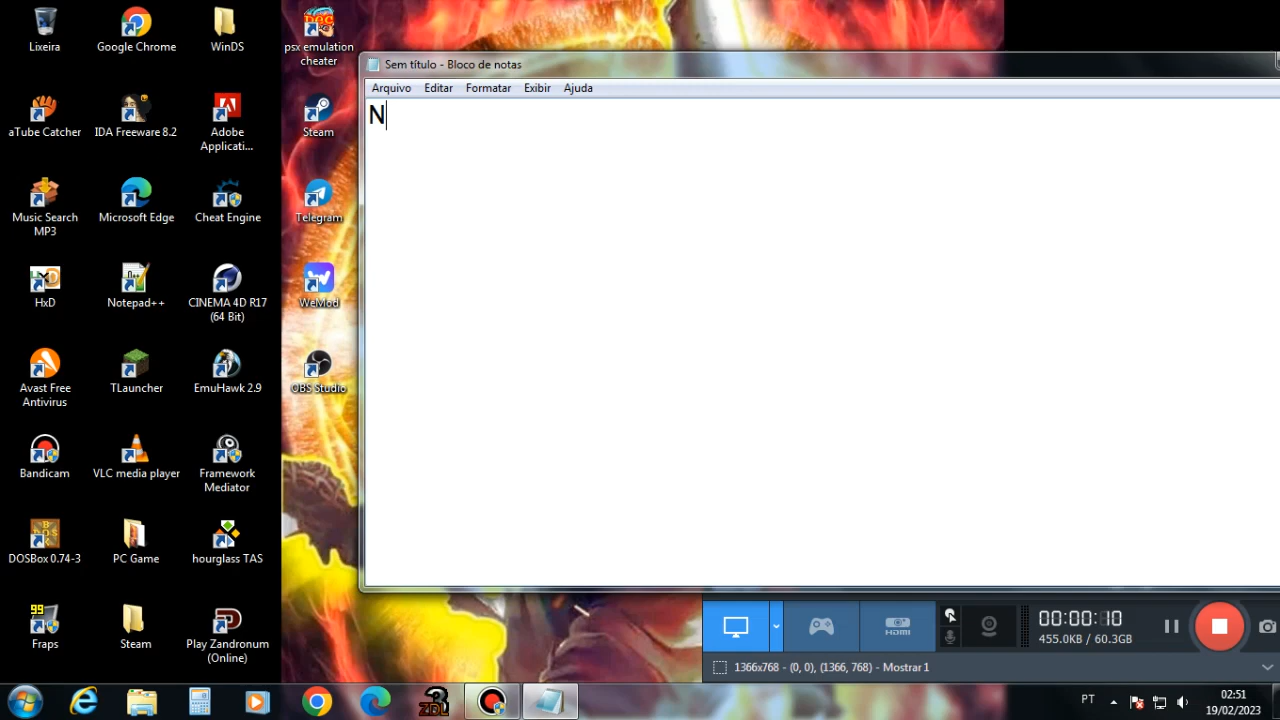 Lixeira
Google Chrome
WinDS
psx emulation
cheater
aTube Catcher
IDA Freeware 8.2
Adobe
Applicati...
Steam
Music Search
MP3
Microsoft Edge
Cheat Engine
Telegram
HxD
Notepad++
CINEMA 4D R17
(64 Bit)
WeMod
Avast Free
Antivirus
TLauncher
EmuHawk 2.9
OBS Studio
Bandicam
VLC media player
Framework
Mediator
DOSBox 0.74-3
PC Game
hourglass TAS
99
Fraps
Steam
Play Zandronum
(Online)
Sem título - Bloco de notas
Arquivo Editar Formatar Exibir Ajuda
N
HDMI
00:00:10
455.0KB / 60.3GB
1366x768 - (0, 0), (1366, 768) - Mostrar 1
ZDL
PT
02:51
19/02/2023